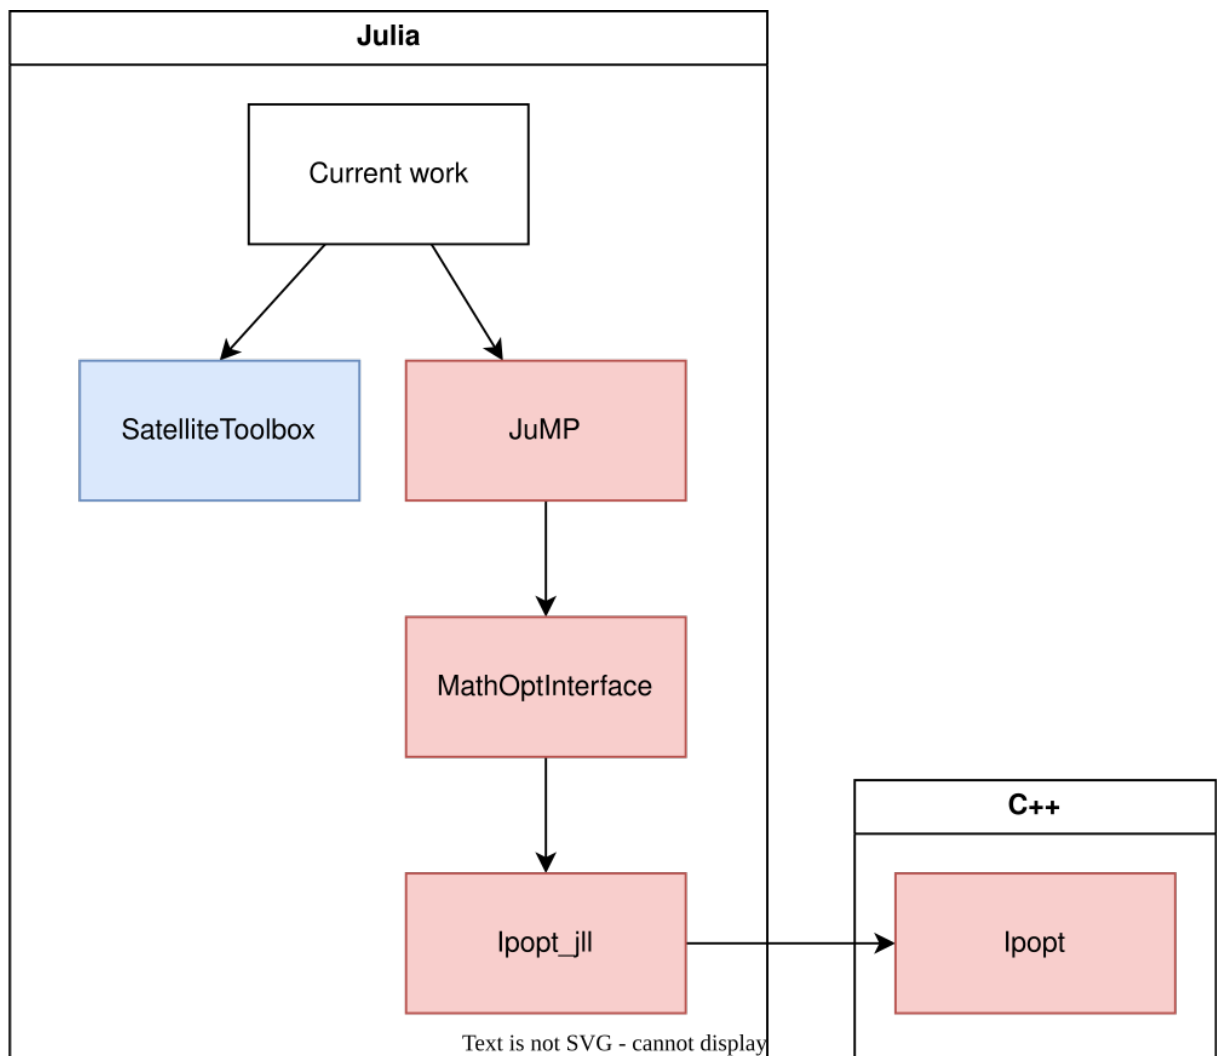 Julia
Current work
SatelliteToolbox
JuMP
MathOptInterface
C++
Ipopt_jll
Ipopt
Text is not SVG - cannot display